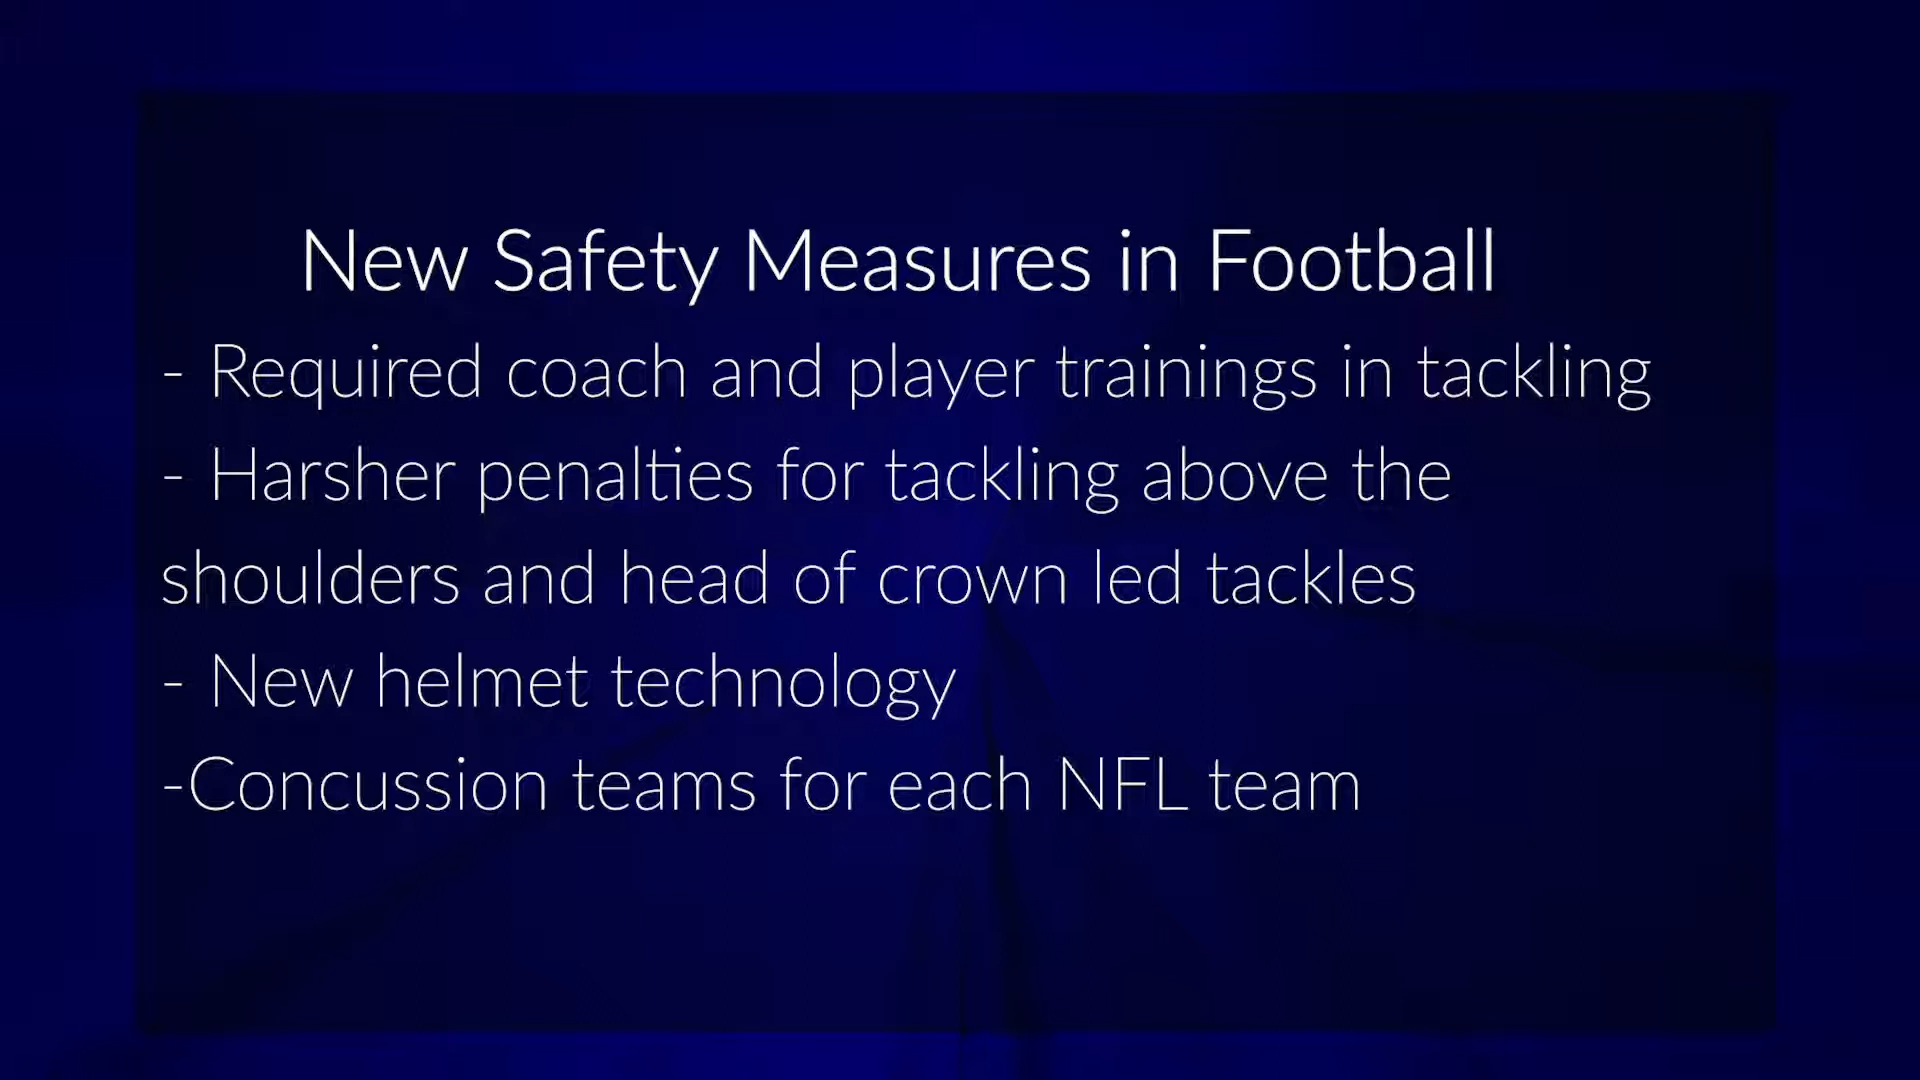 New Safety Measures in Football
- Required coach and player trainings in tackling
- Harsher penalties for tackling above the
shoulders and head of crown led tackles
- New helmet technology
-Concussion teams for each NFL team